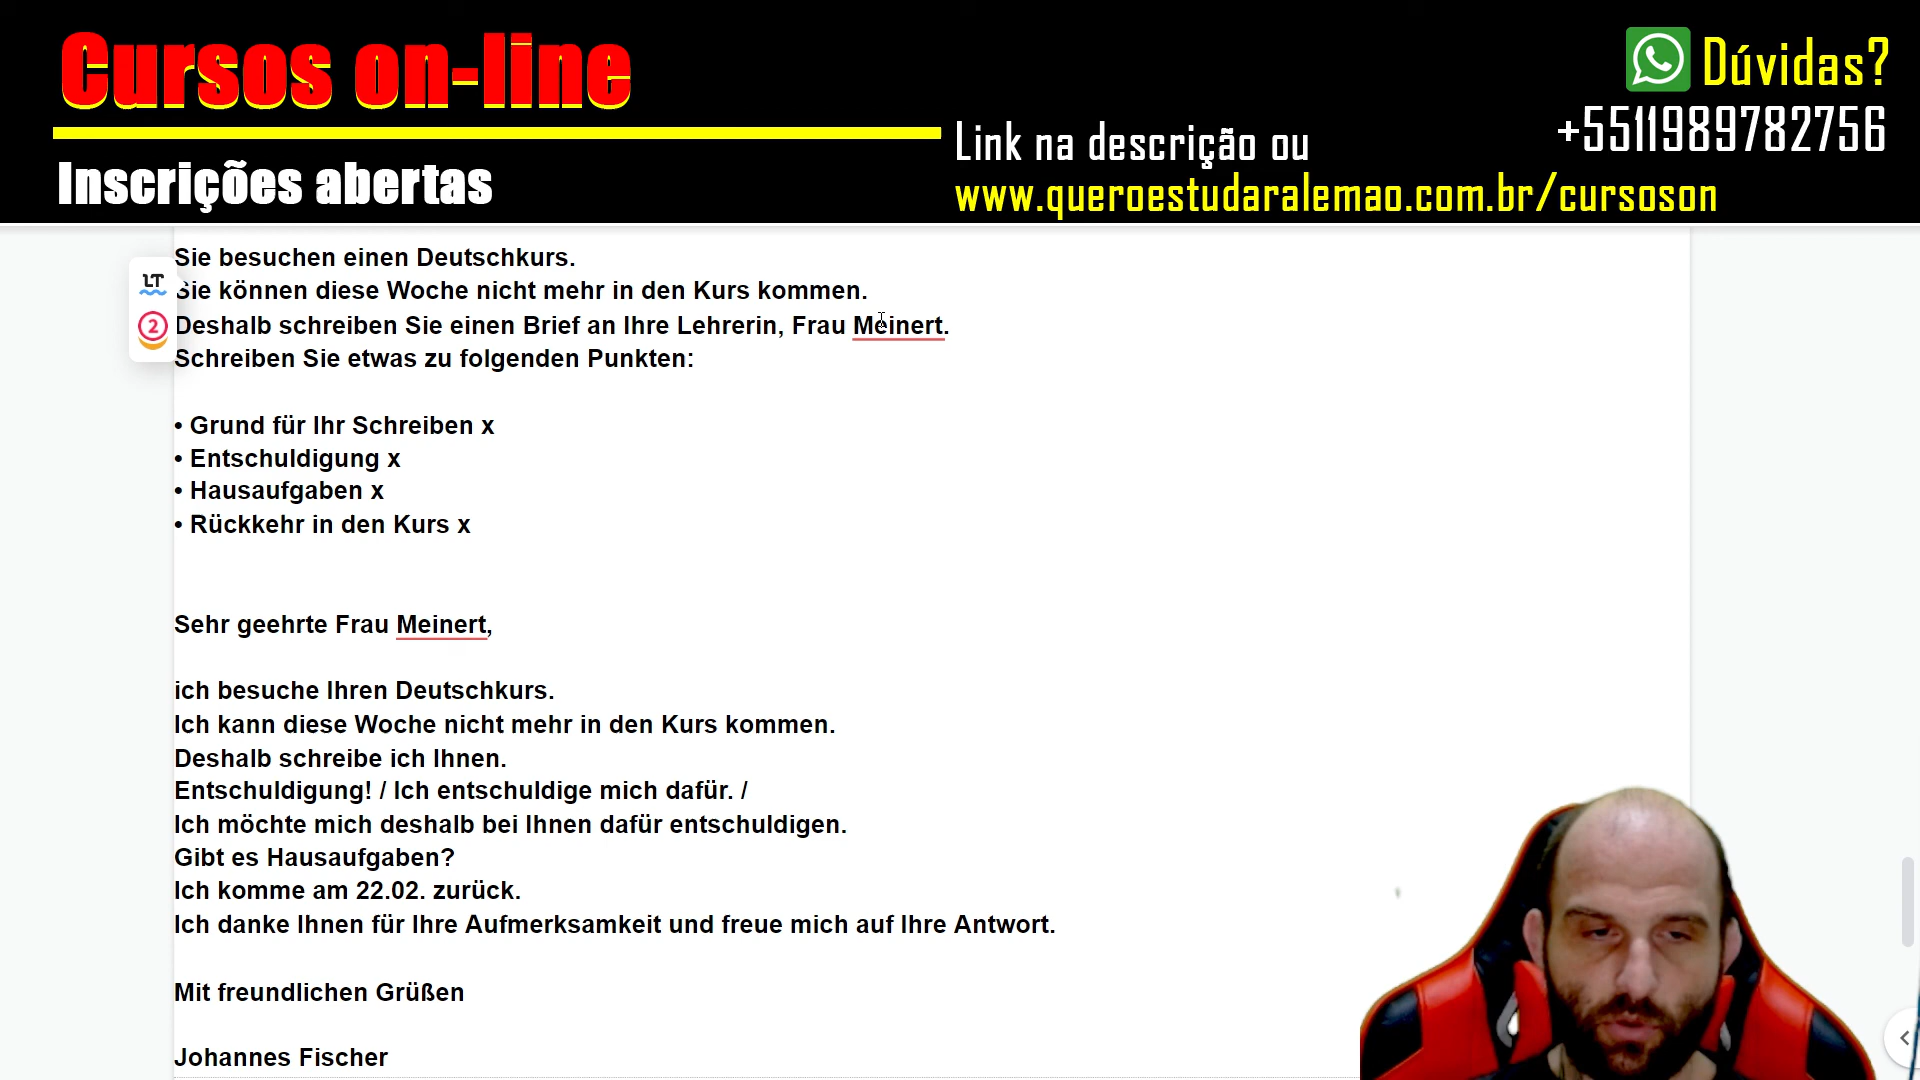 Cursos on-line
Inscrições abertas
Dúvidas?
+5511989782756
Link na descrição ou
www.queroestudaralemao.com.br/cursoson
LT
2
Sie besuchen einen Deutschkurs.
Sie können diese Woche nicht mehr in den Kurs kommen.
Deshalb schreiben Sie einen Brief an Ihre Lehrerin, Frau Meinert.
Schreiben Sie etwas zu folgenden Punkten:
• Grund für Ihr Schreiben x
• Entschuldigung x
• Hausaufgaben x
• Rückkehr in den Kurs x
Sehr geehrte Frau Meinert,
ich besuche Ihren Deutschkurs.
Ich kann diese Woche nicht mehr in den Kurs kommen.
Deshalb schreibe ich Ihnen.
Entschuldigung! / Ich entschuldige mich dafür. /
Ich möchte mich deshalb bei Ihnen dafür entschuldigen.
Gibt es Hausaufgaben?
Ich komme am 22.02. zurück.
Ich danke Ihnen für Ihre Aufmerksamkeit und freue mich auf Ihre Antwort.
Mit freundlichen Grüßen
Johannes Fischer